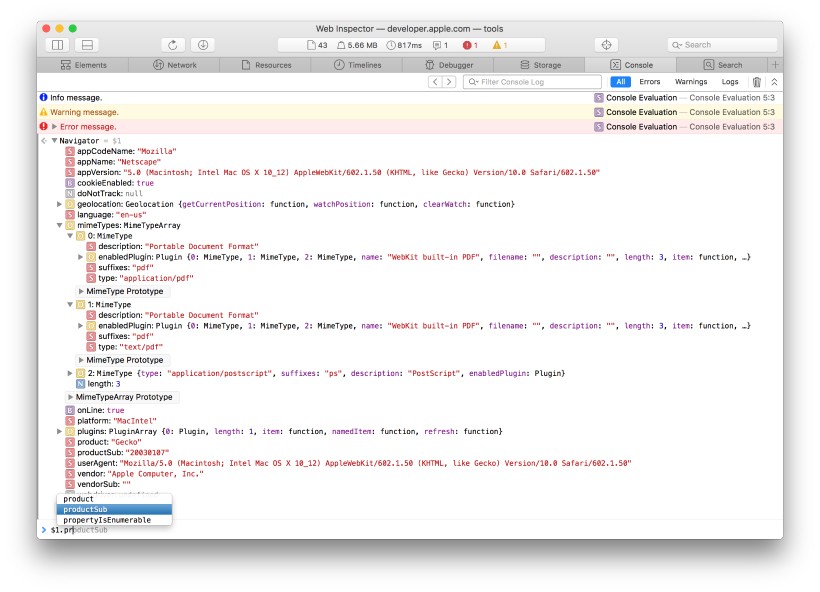 Web Inspector — developer.apple.com — tools
43 5.66 MB 817ms 1 1 1 Search
Elements Network Resources Timelines Debugger Storage Console Search +
Filter Console Log All Errors Warnings Logs
Info message. S Console Evaluation — Console Evaluation 5:3
Warning message. S Console Evaluation — Console Evaluation 5:3
Error message. S Console Evaluation — Console Evaluation 5:3
Navigator = $1
S appCodeName: "Mozilla"
S appName: "Netscape"
S appVersion: "5.0 (Macintosh; Intel Mac OS X 10_12) AppleWebKit/602.1.50 (KHTML, like Gecko) Version/10.0 Safari/602.1.50"
B cookieEnabled: true
N doNotTrack: null
O geolocation: Geolocation {getCurrentPosition: function, watchPosition: function, clearWatch: function}
S language: "en-us"
O mimeTypes: MimeTypeArray
O 0: MimeType
S description: "Portable Document Format"
O enabledPlugin: Plugin {0: MimeType, 1: MimeType, 2: MimeType, name: "WebKit built-in PDF", filename: "", description: "", length: 3, item: function, …}
S suffixes: "pdf"
S type: "application/pdf"
MimeType Prototype
O 1: MimeType
S description: "Portable Document Format"
O enabledPlugin: Plugin {0: MimeType, 1: MimeType, 2: MimeType, name: "WebKit built-in PDF", filename: "", description: "", length: 3, item: function, …}
S suffixes: "pdf"
S type: "text/pdf"
MimeType Prototype
O 2: MimeType {type: "application/postscript", suffixes: "ps", description: "PostScript", enabledPlugin: Plugin}
N length: 3
MimeTypeArray Prototype
B onLine: true
S platform: "MacIntel"
O plugins: PluginArray {0: Plugin, length: 1, item: function, namedItem: function, refresh: function}
S product: "Gecko"
S productSub: "20030107"
S userAgent: "Mozilla/5.0 (Macintosh; Intel Mac OS X 10_12) AppleWebKit/602.1.50 (KHTML, like Gecko) Version/10.0 Safari/602.1.50"
S vendor: "Apple Computer, Inc."
S vendorSub: ""
product
productSub
propertyIsEnumerable
$1.productSub